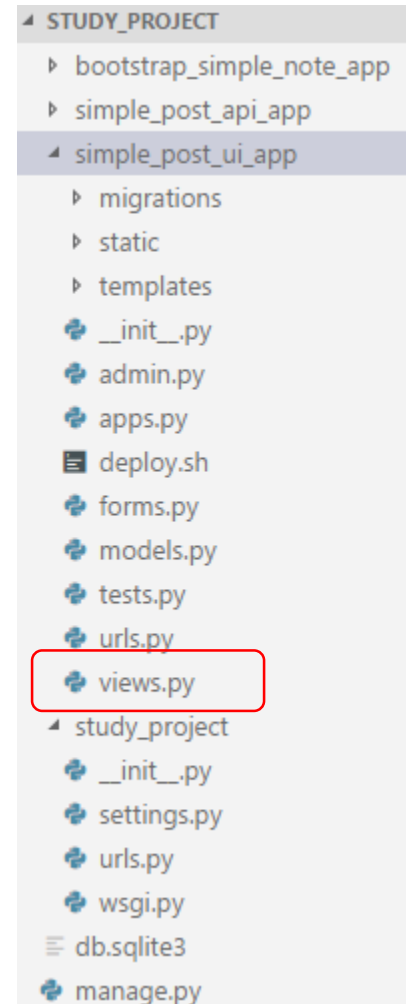 STUDY_PROJECT
bootstrap_simple_note_app
simple_post_api_app
simple_post_ui_app
migrations
static
templates
__init__.py
admin.py
apps.py
deploy.sh
forms.py
models.py
tests.py
urls.py
views.py
study_project
__init__.py
settings.py
urls.py
wsgi.py
db.sqlite3
manage.py